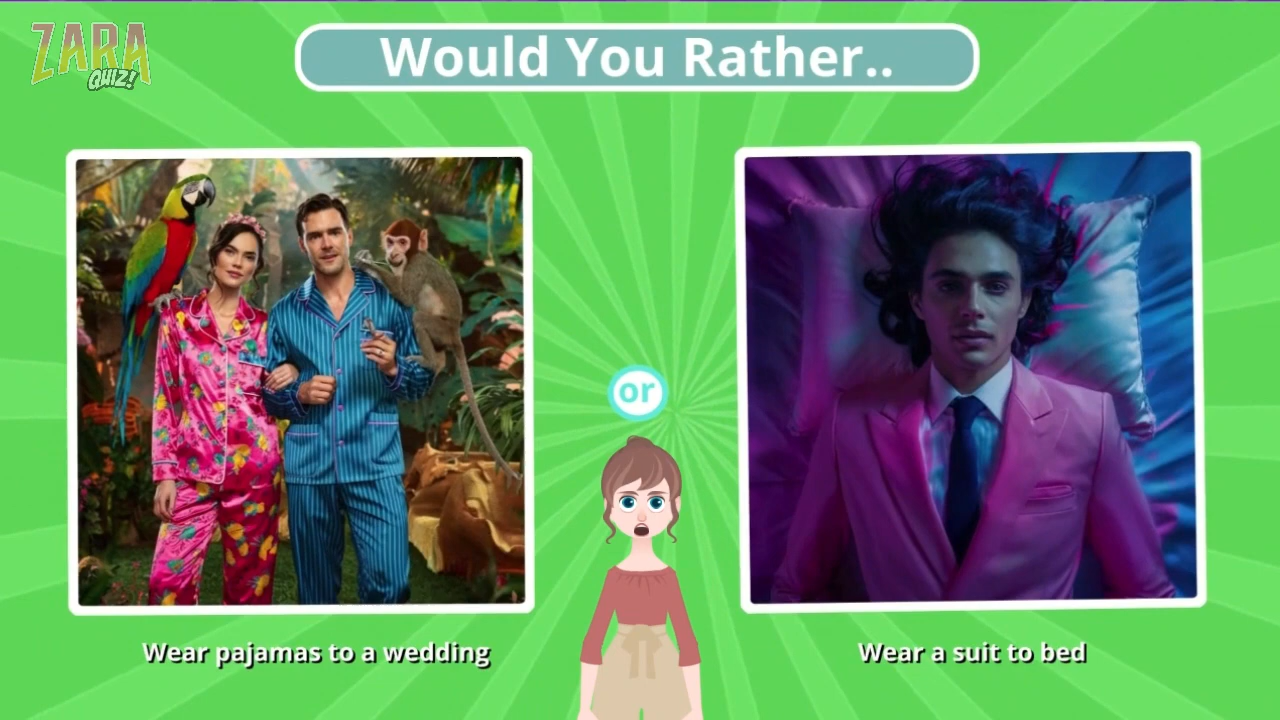 ZARA
QUIZ!
Would You Rather..
or
Wear pajamas to a wedding
Wear a suit to bed